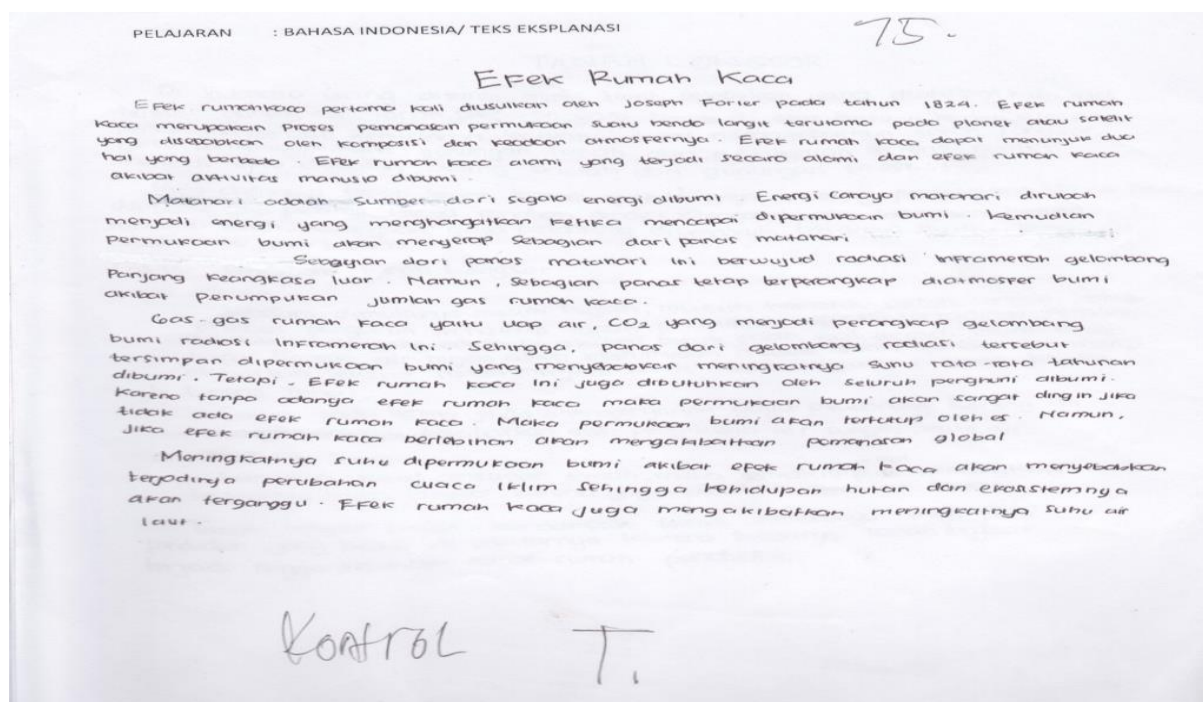 PELAJARAN : BAHASA INDONESIA/ TEKS EKSPLANASI
75.
Efek Rumah Kaca
Efek rumahkaca pertama kali diusulkan oleh Joseph Forier pada tahun 1824. Efek rumah
kaca merupakan proses pemanasan permukaan suatu benda langit terutama pada planet atau satelit
yang disebabkan oleh komposisi dan keadaan atmosfernya. Efek rumah kaca dapat menunjuk dua
hal yang berbeda. Efek rumah kaca alami yang terjadi secara alami dan efek rumah kaca
akibat aktivitas manusia dibumi.
Matahari adalah sumber dari segala energi dibumi. Energi cahaya matahari dirubah
menjadi energi yang menghangatkan ketika mencapai dipermukaan bumi. Kemudian
permukaan bumi akan menyerap sebagian dari panas matahari
Sebagian dari panas matahari ini berwujud radiasi inframerah gelombang
Panjang keangkasa luar. Namun, sebagian panas tetap terperangkap diatmosper bumi
akibat penumpukan jumlah gas rumah kaca.
Gas-gas rumah kaca yaitu uap air, CO2 yang menjadi perangkap gelombang
bumi radiasi inframerah ini. Sehingga, panas dari gelombang radiasi tersebut
tersimpan dipermukaan bumi yang menyebabkan meningkatnya suhu rata-rata tahunan
dibumi. Tetapi, Efek rumah kaca ini juga dibutuhkan oleh seluruh penghuni dibumi.
Karena tanpa adanya efek rumah kaca maka permukaan bumi akan sangat dingin jika
tidak ada efek rumah kaca. Maka permukaan bumi akan tertutup oleh es. Namun,
jika efek rumah kaca berlebihan akan mengakibatkan pemanasan global
Meningkatnya suhu dipermukaan bumi akibat efek rumah kaca akan menyebabkan
terjadinya perubahan cuaca iklim sehingga kehidupan hutan dan ekosistemnya
akan terganggu. Efek rumah kaca juga mengakibatkan meningkatnya suhu air
laut.
Kontrol T.